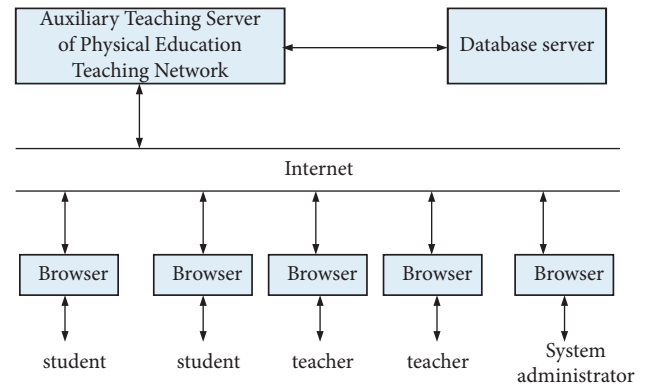 Auxiliary Teaching Server
of Physical Education
Teaching Network
Database server
Internet
Browser
Browser
Browser
Browser
Browser
student
student
teacher
teacher
System
administrator